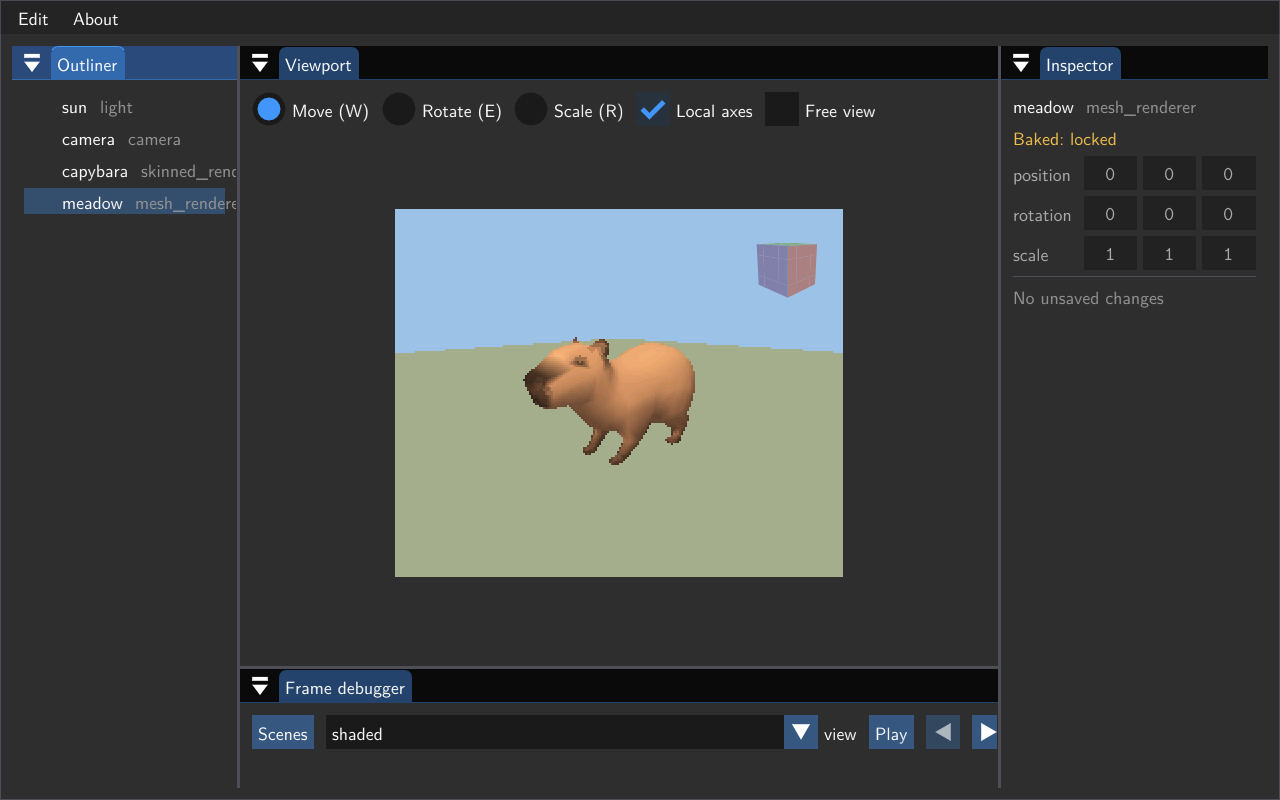 Edit About
Outliner
sun light
camera camera
capybara skinned_rend
meadow mesh_rendere
Viewport
Move (W) Rotate (E) Scale (R) Local axes Free view
Frame debugger
Scenes shaded view Play
Inspector
meadow mesh_renderer
Baked: locked
position 0 0 0
rotation 0 0 0
scale 1 1 1
No unsaved changes